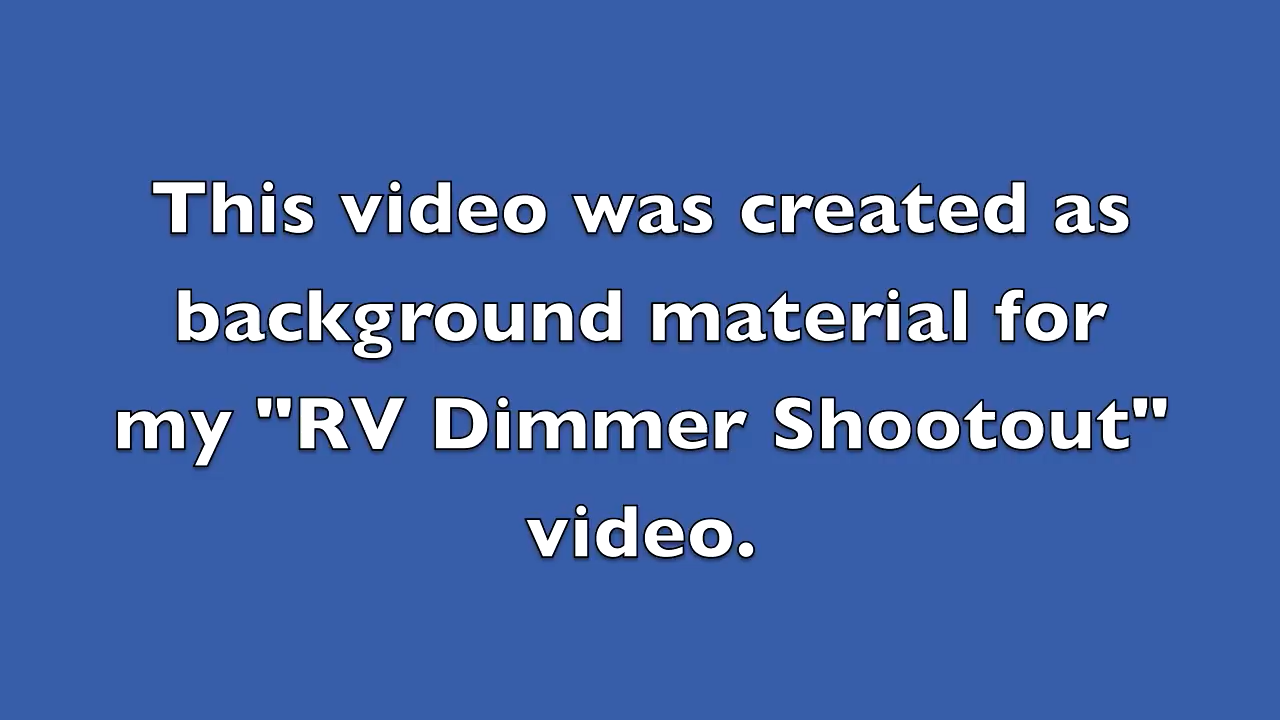 This video was created as
background material for
my "RV Dimmer Shootout"
video.